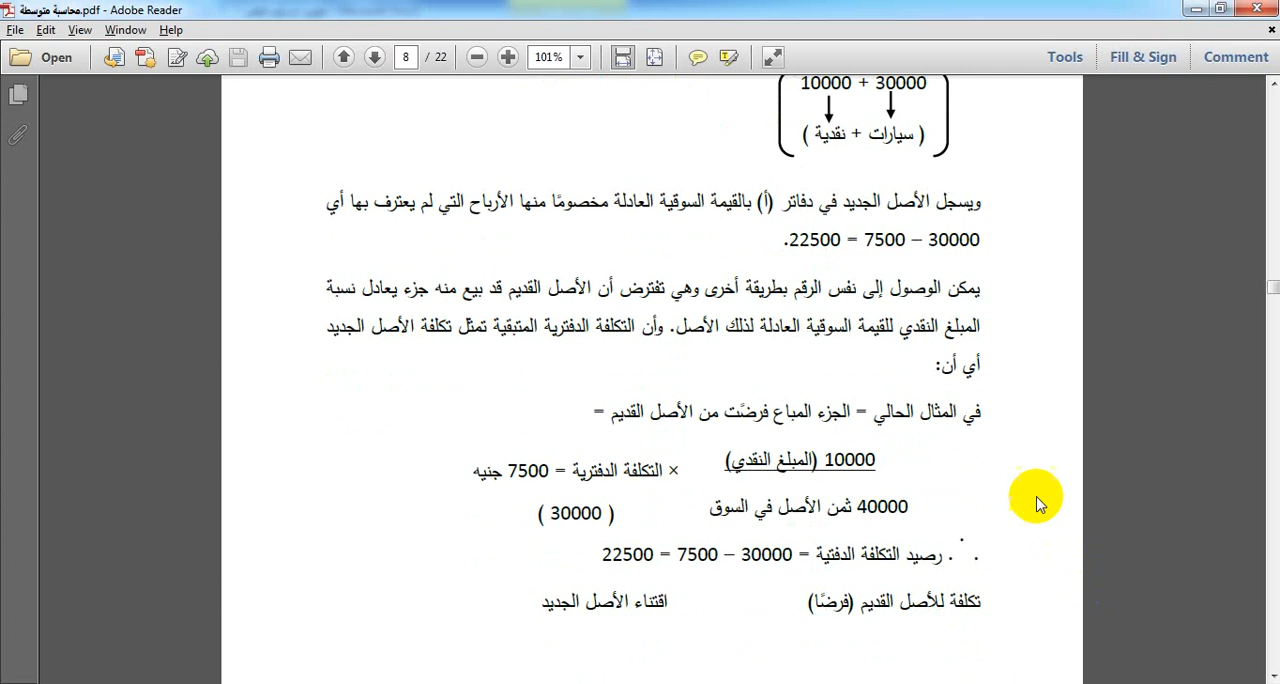 محاسبة متوسطة.pdf - Adobe Reader
File Edit View Window Help
Open 8 / 22 101% Tools Fill & Sign Comment
10000 + 30000
( سيارات + نقدية )
ويسجل الأصل الجديد في دفاتر (أ) بالقيمة السوقية العادلة مخصومًا منها الأرباح التي لم يعترف بها أي
30000 – 7500 = 22500.
يمكن الوصول إلى نفس الرقم بطريقة أخرى وهي تفترض أن الأصل القديم قد بيع منه جزء يعادل نسبة
المبلغ النقدي للقيمة السوقية العادلة لذلك الأصل. وأن التكلفة الدفترية المتبقية تمثل تكلفة الأصل الجديد
أي أن:
في المثال الحالي = الجزء المباع فرضًت من الأصل القديم =
10000 (المبلغ النقدي)
× التكلفة الدفترية = 7500 جنيه
40000 ثمن الأصل في السوق
( 30000 )
∴ رصيد التكلفة الدفتية = 30000 – 7500 = 22500
تكلفة للأصل القديم (فرضًا) اقتناء الأصل الجديد